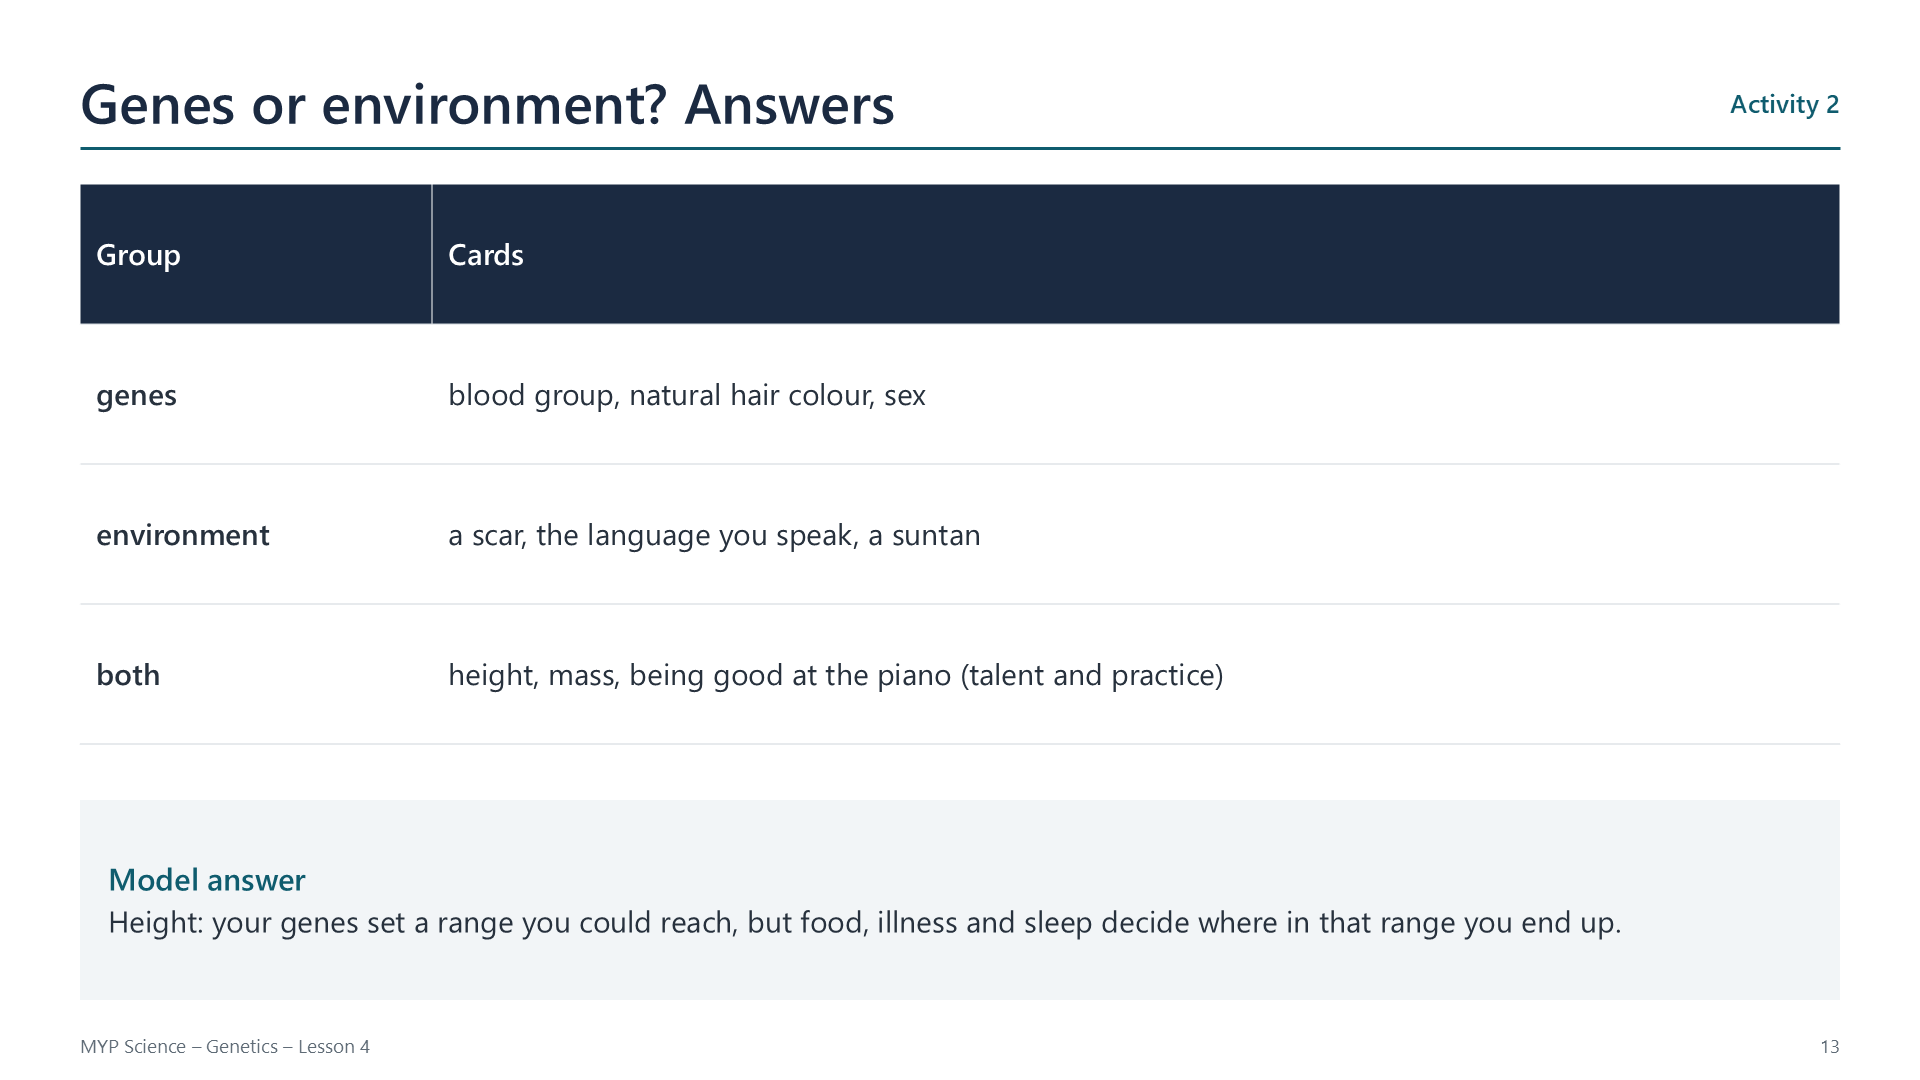 Genes or environment? Answers
Activity 2
Group
Cards
genes
blood group, natural hair colour, sex
environment
a scar, the language you speak, a suntan
both
height, mass, being good at the piano (talent and practice)
Model answer
Height: your genes set a range you could reach, but food, illness and sleep decide where in that range you end up.
MYP Science – Genetics – Lesson 4
13